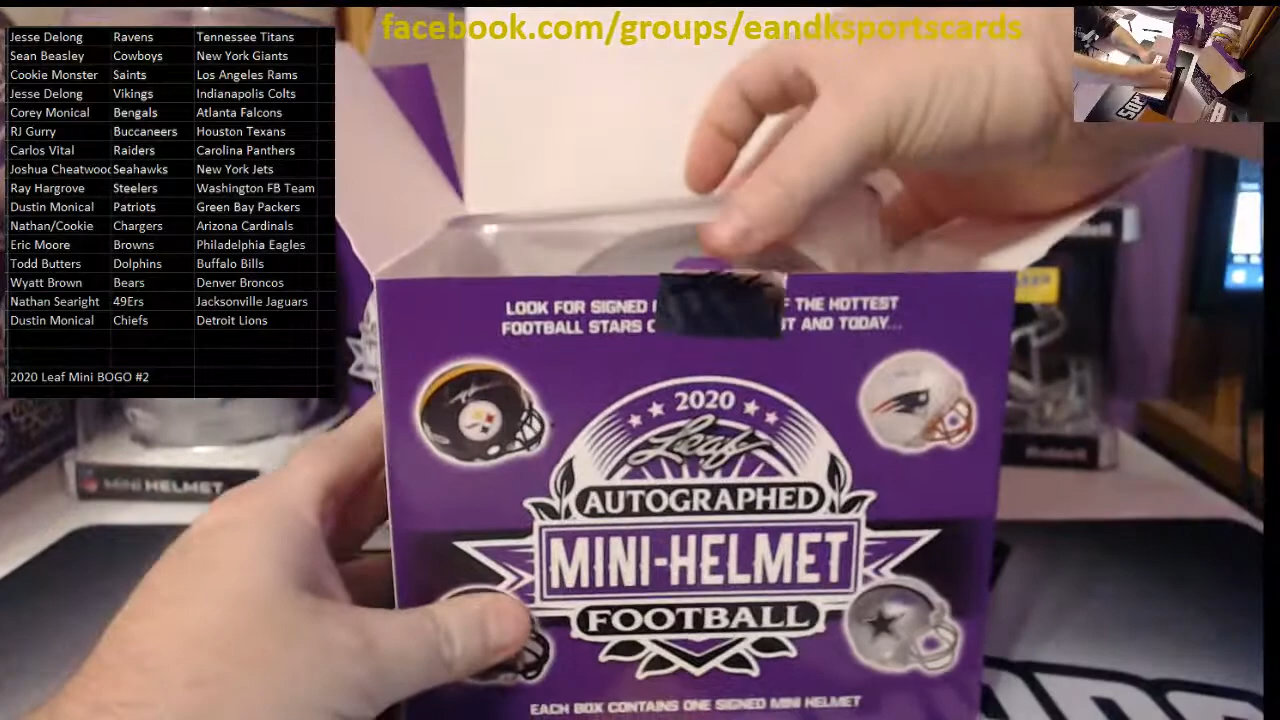 facebook.com/groups/eandksportscards
Jesse Delong Ravens Tennessee Titans
Sean Beasley Cowboys New York Giants
Cookie Monster Saints Los Angeles Rams
Jesse Delong Vikings Indianapolis Colts
Corey Monical Bengals Atlanta Falcons
RJ Gurry Buccaneers Houston Texans
Carlos Vital Raiders Carolina Panthers
Joshua Cheatwood Seahawks New York Jets
Ray Hargrove Steelers Washington FB Team
Dustin Monical Patriots Green Bay Packers
Nathan/Cookie Chargers Arizona Cardinals
Eric Moore Browns Philadelphia Eagles
Todd Butters Dolphins Buffalo Bills
Wyatt Brown Bears Denver Broncos
Nathan Searight 49Ers Jacksonville Jaguars
Dustin Monical Chiefs Detroit Lions
2020 Leaf Mini BOGO #2
LOOK FOR SIGNED THE HOTTEST
FOOTBALL STARS AND TODAY...
2020
Leaf
AUTOGRAPHED
MINI-HELMET
FOOTBALL
EACH BOX CONTAINS ONE SIGNED MINI HELMET
MINI HELMET
Riddell